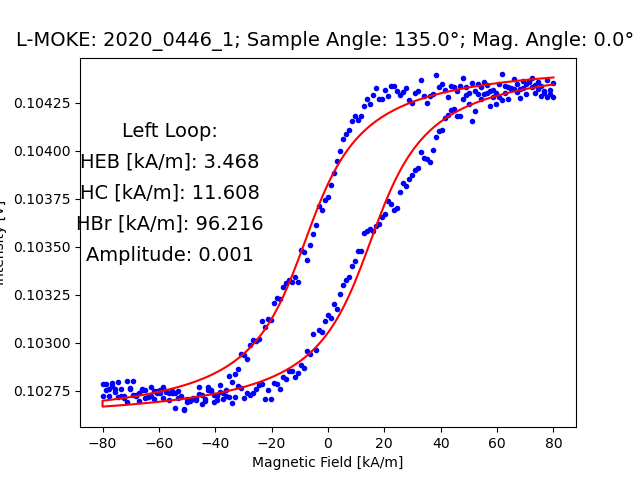 L-MOKE: 2020_0446_1; Sample Angle: 135.0°; Mag. Angle: 0.0°
Left Loop:
HEB [kA/m]: 3.468
HC [kA/m]: 11.608
HBr [kA/m]: 96.216
Amplitude: 0.001
0.10425
0.10400
0.10375
0.10350
0.10325
0.10300
0.10275
−80 −60 −40 −20 0 20 40 60 80
Magnetic Field [kA/m]